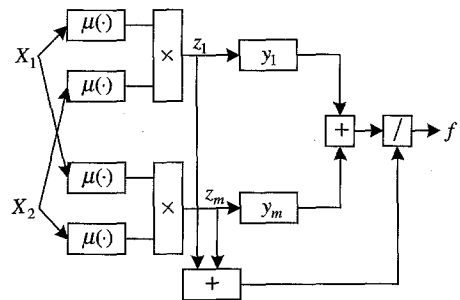 μ(·)
X₁
×
z₁
y₁
μ(·)
+
/
f
μ(·)
X₂
×
zₘ
yₘ
μ(·)
+